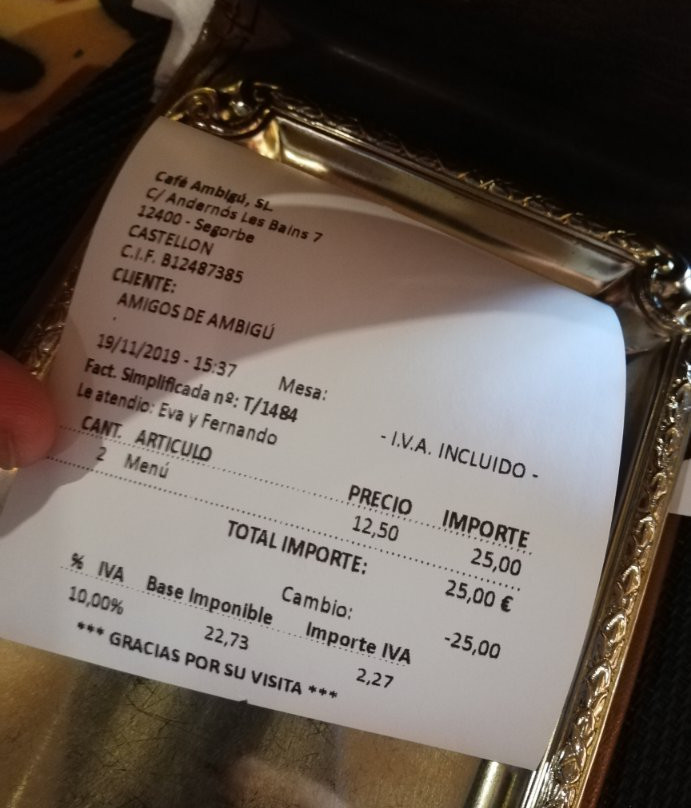 Café Ambigú, SL
C/ Andernos Les Bains 7
12400 - Segorbe
CASTELLON
C.I.F. B12487385
CLIENTE:
AMIGOS DE AMBIGÚ
.
19/11/2019 - 15:37 Mesa:
Fact. Simplificada nº: T/1484
Le atendio: Eva y Fernando
- I.V.A. INCLUIDO -
CANT. ARTICULO PRECIO IMPORTE
2 Menú 12,50 25,00
TOTAL IMPORTE: 25,00 €
Cambio: -25,00
% IVA Base Imponible Importe IVA
10,00% 22,73 2,27
*** GRACIAS POR SU VISITA ***